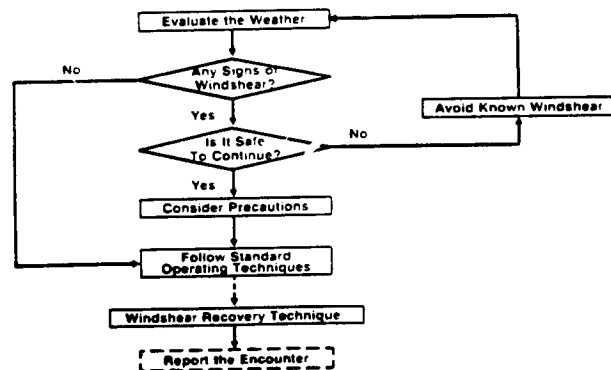 Evaluate the Weather
No
Any Signs of
Windshear?
Yes
Avoid Known Windshear
Is It Safe
To Continue?
No
Yes
Consider Precautions
Follow Standard
Operating Techniques
Windshear Recovery Technique
Report the Encounter